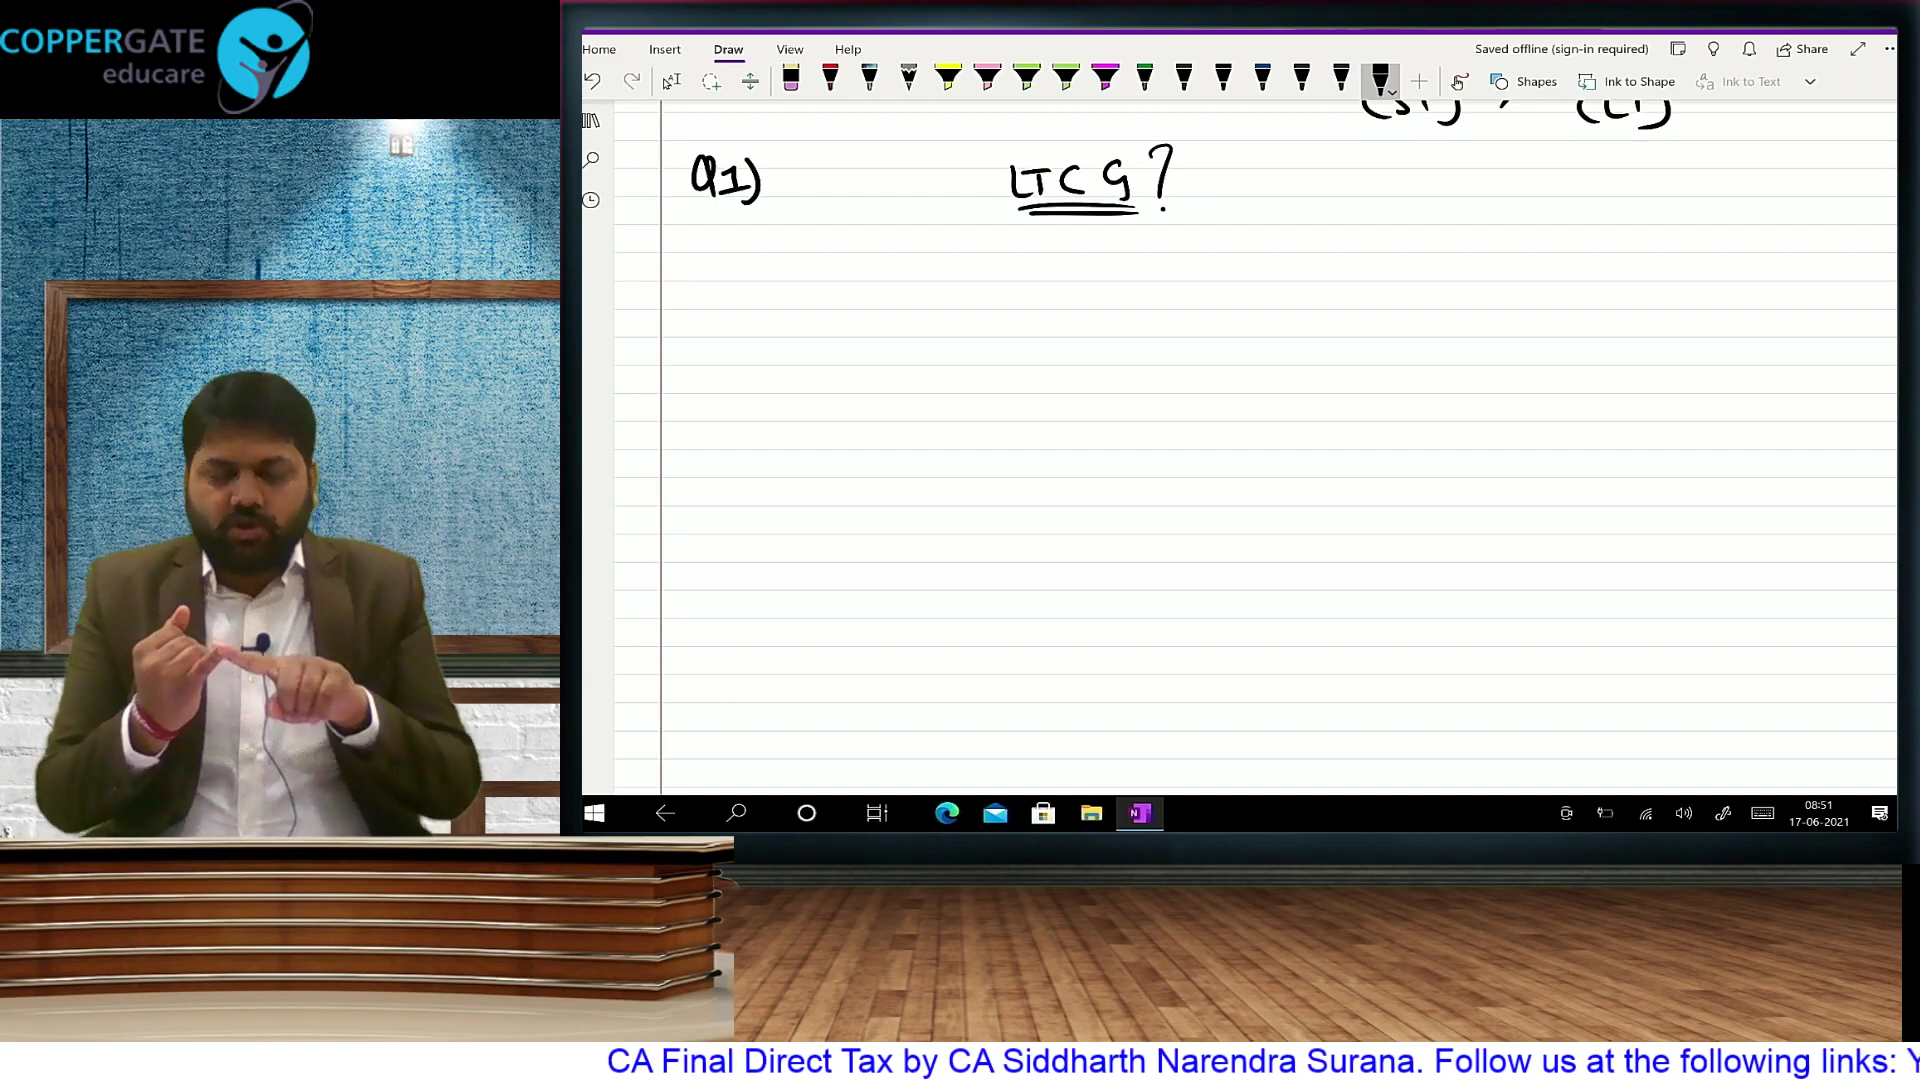 COPPERGATE
educare
Home Insert Draw View Help Saved offline (sign-in required) Share
Shapes Ink to Shape Ink to Text
Q1) LTCG?
08:51
17-06-2021
CA Final Direct Tax by CA Siddharth Narendra Surana. Follow us at the following links: Y